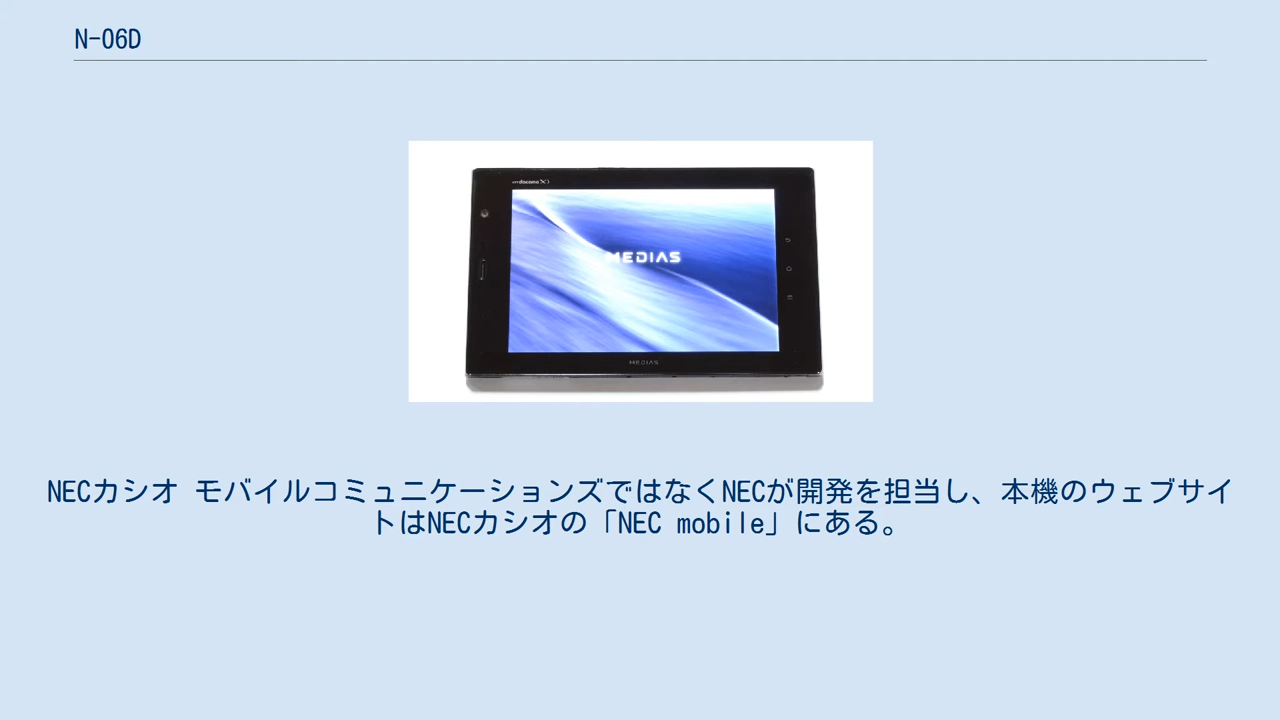 N-06D
docomo Xi
MEDIAS
MEDIAS
NECカシオ モバイルコミュニケーションズではなくNECが開発を担当し、本機のウェブサイ
トはNECカシオの「NEC mobile」にある。